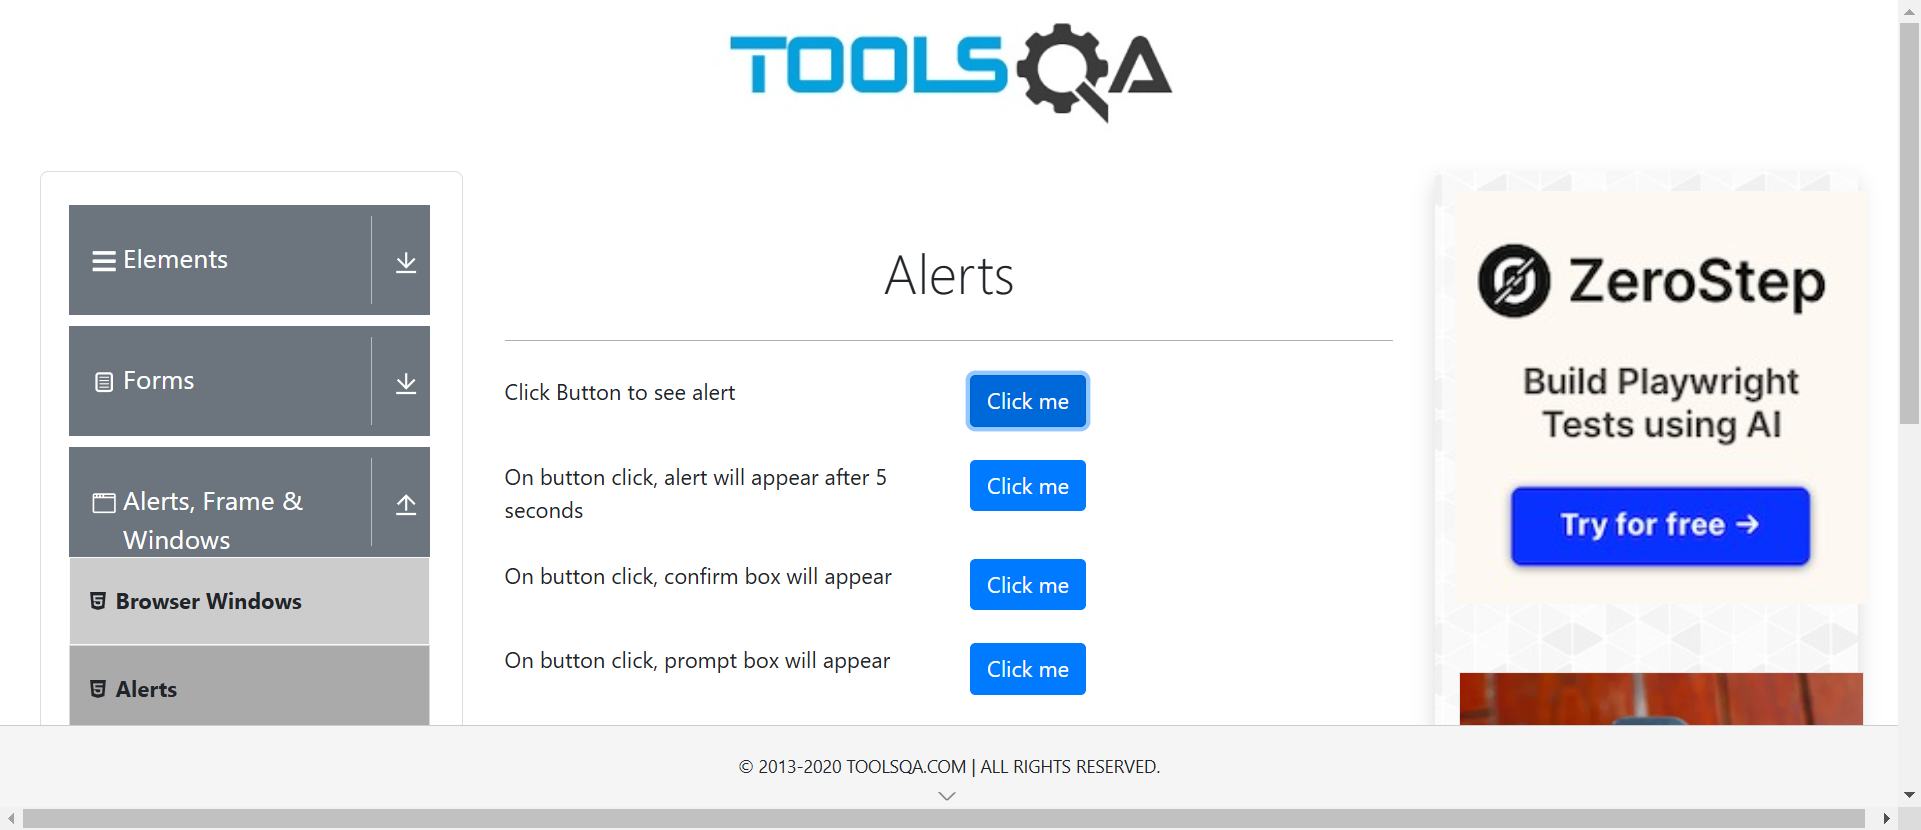 TOOLSQA
Elements
Forms
Alerts, Frame &
Windows
Browser Windows
Alerts
Alerts
Click Button to see alert
Click me
On button click, alert will appear after 5
seconds
Click me
On button click, confirm box will appear
Click me
On button click, prompt box will appear
Click me
ZeroStep
Build Playwright
Tests using AI
Try for free →
© 2013-2020 TOOLSQA.COM | ALL RIGHTS RESERVED.